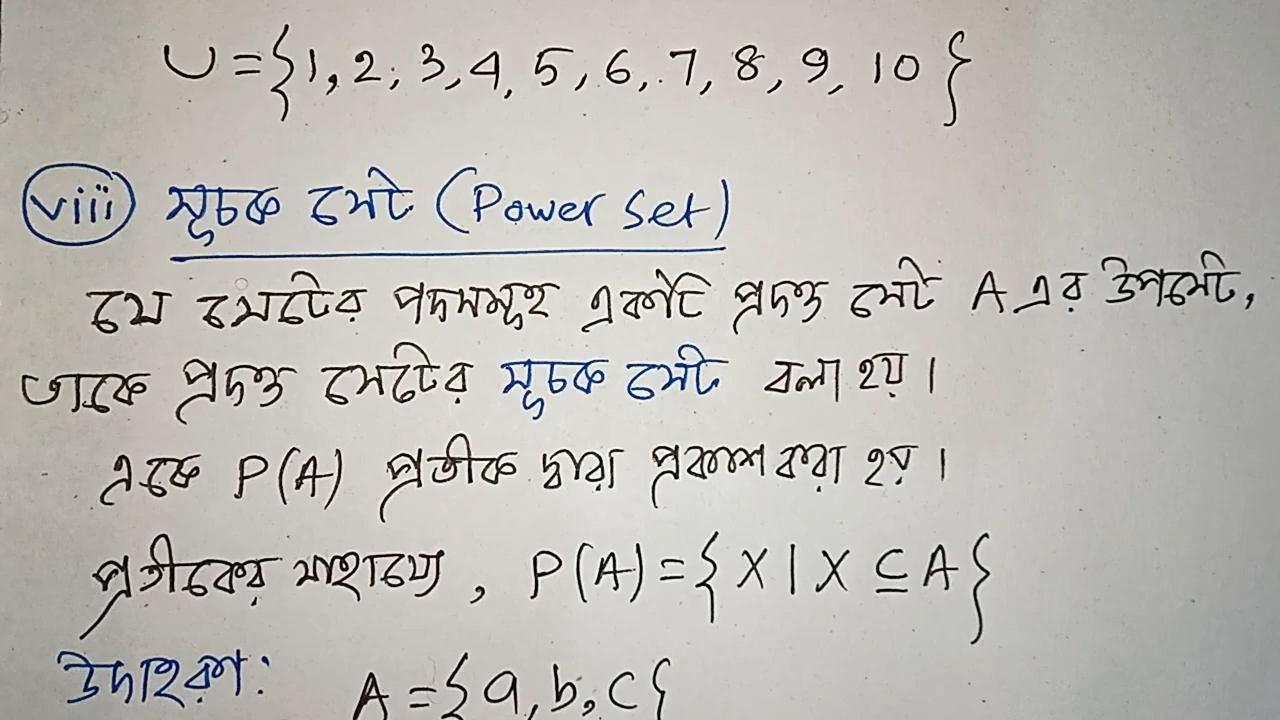 U = {1, 2, 3, 4, 5, 6, 7, 8, 9, 10}
viii সূচক সেট (Power Set)
যে সেটের পদসমূহ একটি প্রদত্ত সেট A এর উপসেট,
তাকে প্রদত্ত সেটের সূচক সেট বলা হয়।
একে P(A) প্রতীক দ্বারা প্রকাশ করা হয়।
প্রতীকের সাহায্যে, P(A) = {X | X ⊆ A}
উদাহরণ: A = {a, b, c}